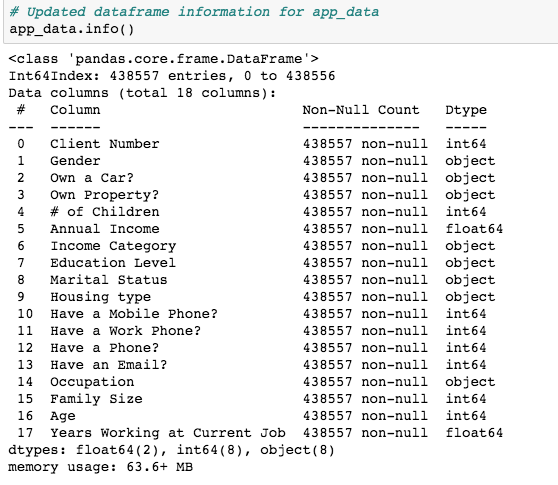 # Updated dataframe information for app_data
app_data.info()
<class 'pandas.core.frame.DataFrame'>
Int64Index: 438557 entries, 0 to 438556
Data columns (total 18 columns):
 #   Column                        Non-Null Count   Dtype
---  ------                        --------------   -----
 0   Client Number                 438557 non-null  int64
 1   Gender                        438557 non-null  object
 2   Own a Car?                    438557 non-null  object
 3   Own Property?                 438557 non-null  object
 4   # of Children                 438557 non-null  int64
 5   Annual Income                 438557 non-null  float64
 6   Income Category               438557 non-null  object
 7   Education Level               438557 non-null  object
 8   Marital Status                438557 non-null  object
 9   Housing type                  438557 non-null  object
 10  Have a Mobile Phone?          438557 non-null  int64
 11  Have a Work Phone?            438557 non-null  int64
 12  Have a Phone?                 438557 non-null  int64
 13  Have an Email?                438557 non-null  int64
 14  Occupation                    438557 non-null  object
 15  Family Size                   438557 non-null  int64
 16  Age                           438557 non-null  int64
 17  Years Working at Current Job  438557 non-null  float64
dtypes: float64(2), int64(8), object(8)
memory usage: 63.6+ MB